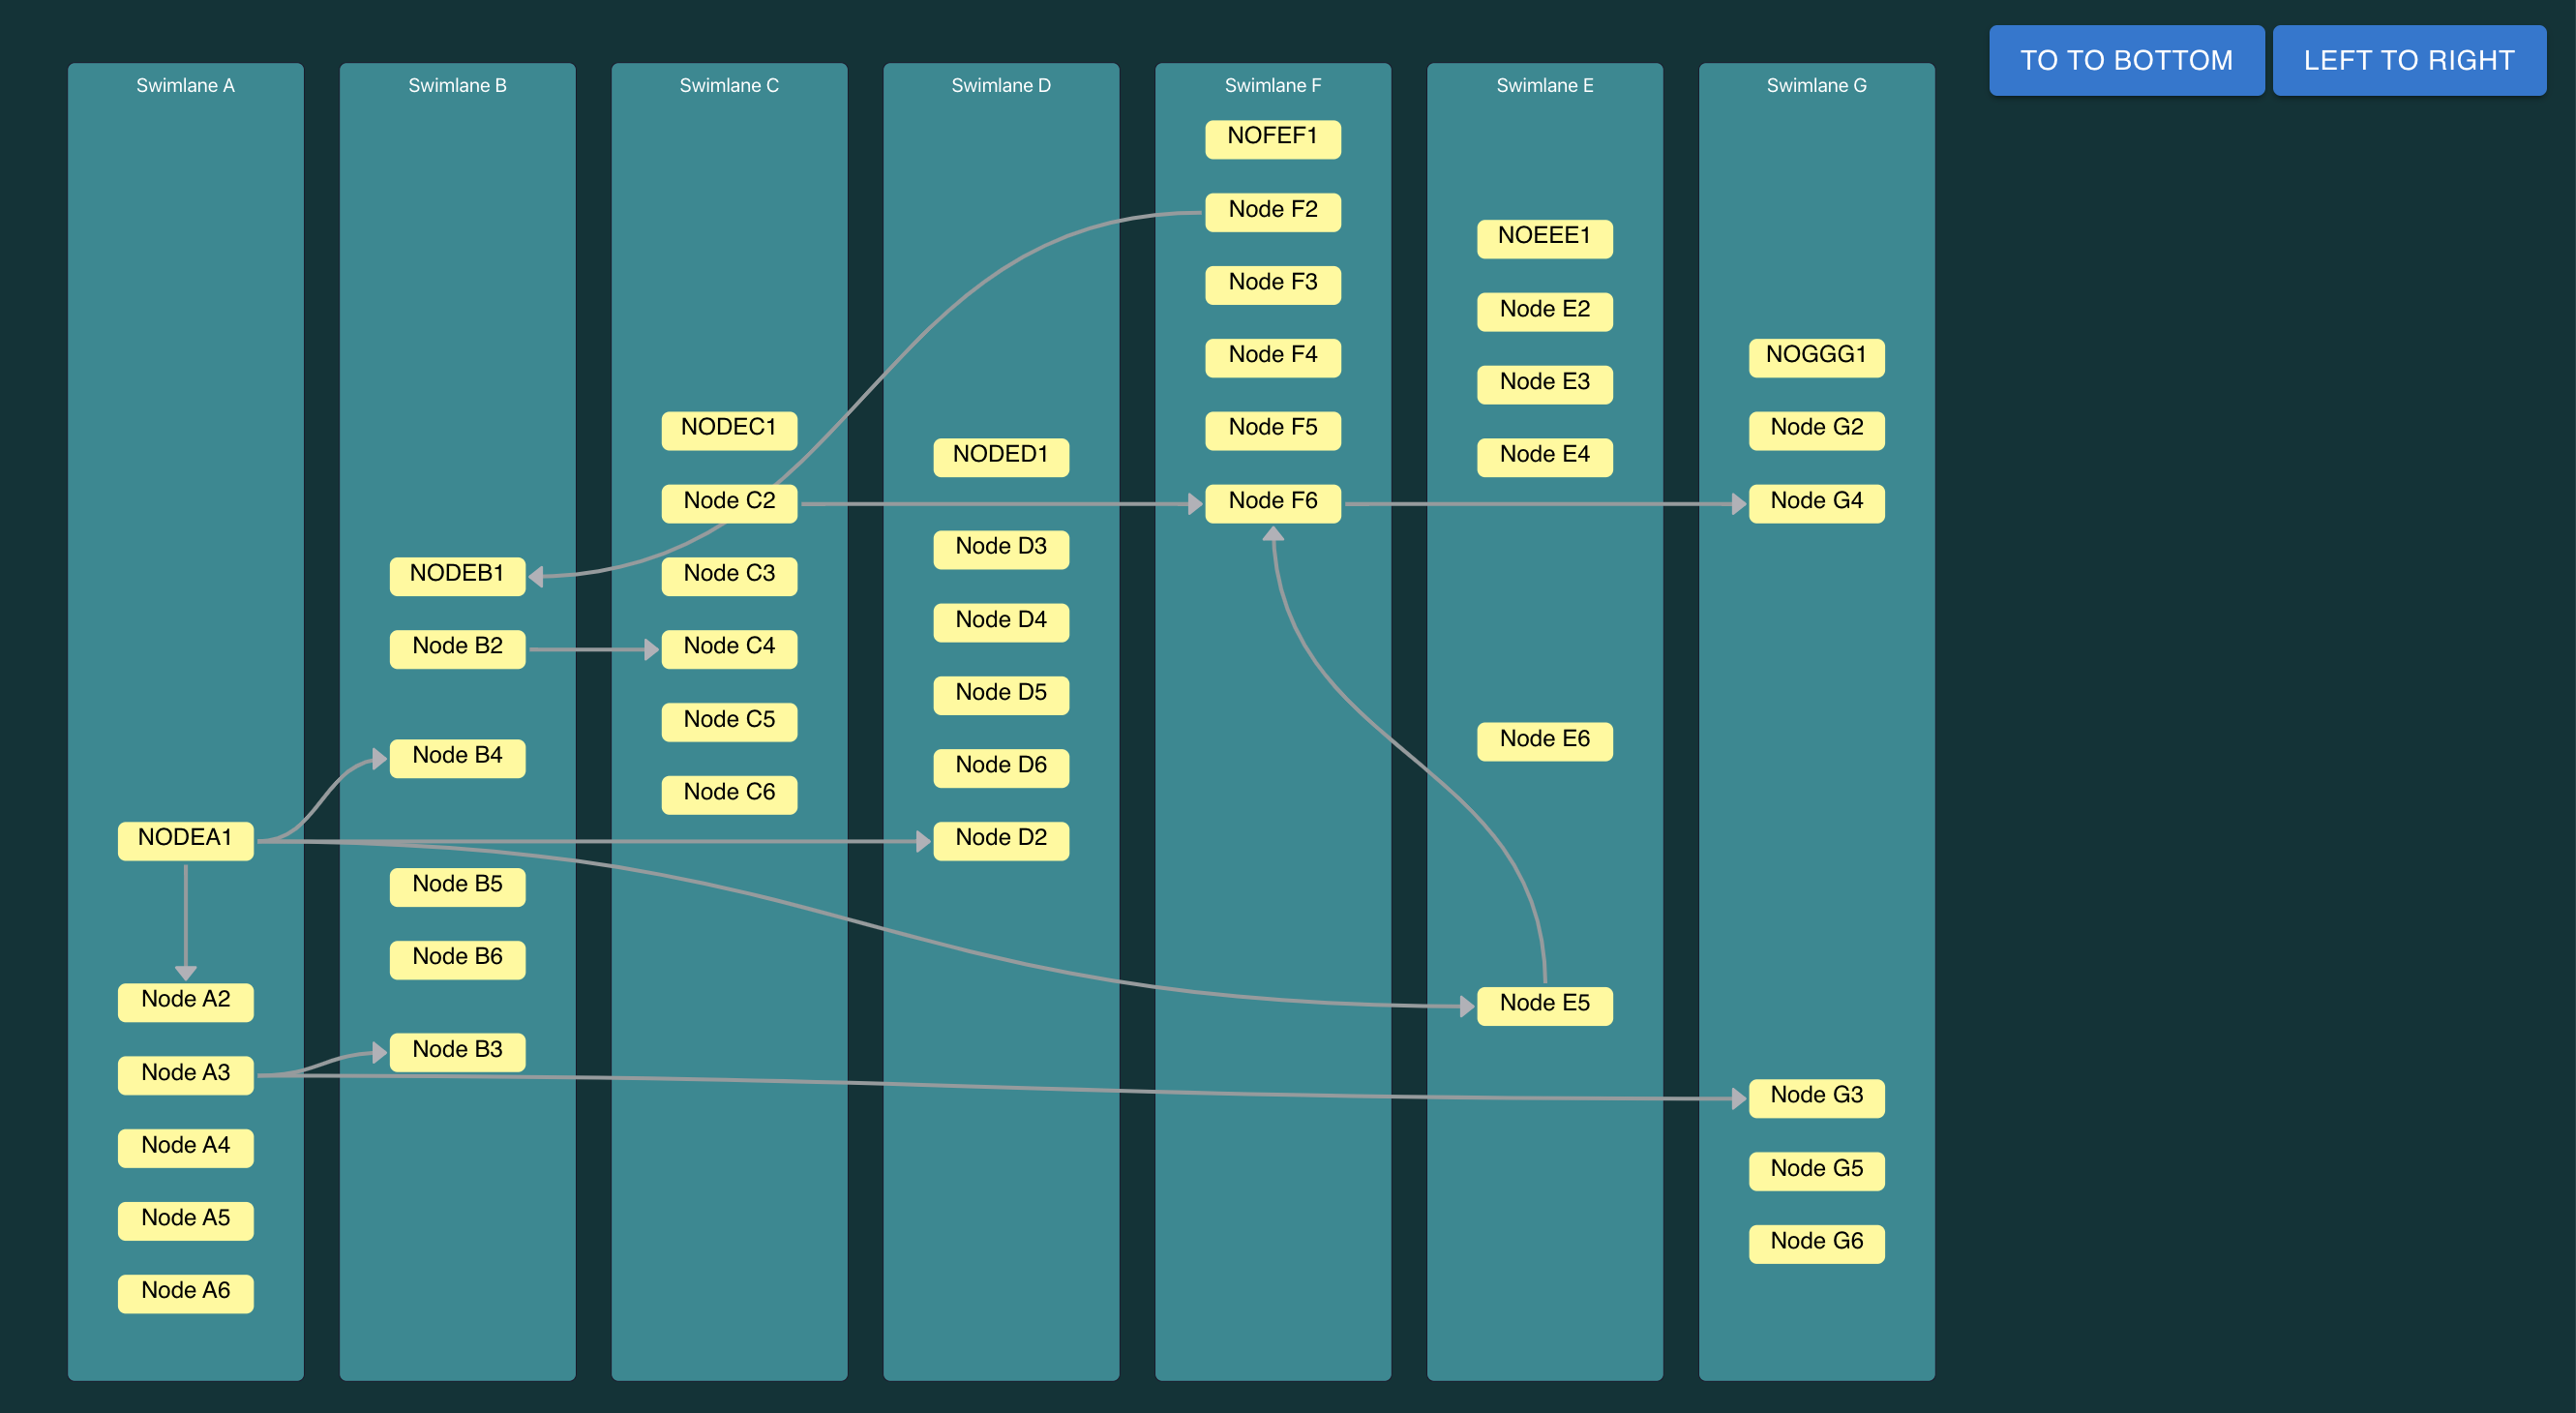 TO TO BOTTOM
LEFT TO RIGHT
Swimlane A
NODEA1
Node A2
Node A3
Node A4
Node A5
Node A6
Swimlane B
NODEB1
Node B2
Node B4
Node B5
Node B6
Node B3
Swimlane C
NODEC1
Node C2
Node C3
Node C4
Node C5
Node C6
Swimlane D
NODED1
Node D3
Node D4
Node D5
Node D6
Node D2
Swimlane F
NOFEF1
Node F2
Node F3
Node F4
Node F5
Node F6
Swimlane E
NOEEE1
Node E2
Node E3
Node E4
Node E6
Node E5
Swimlane G
NOGGG1
Node G2
Node G4
Node G3
Node G5
Node G6